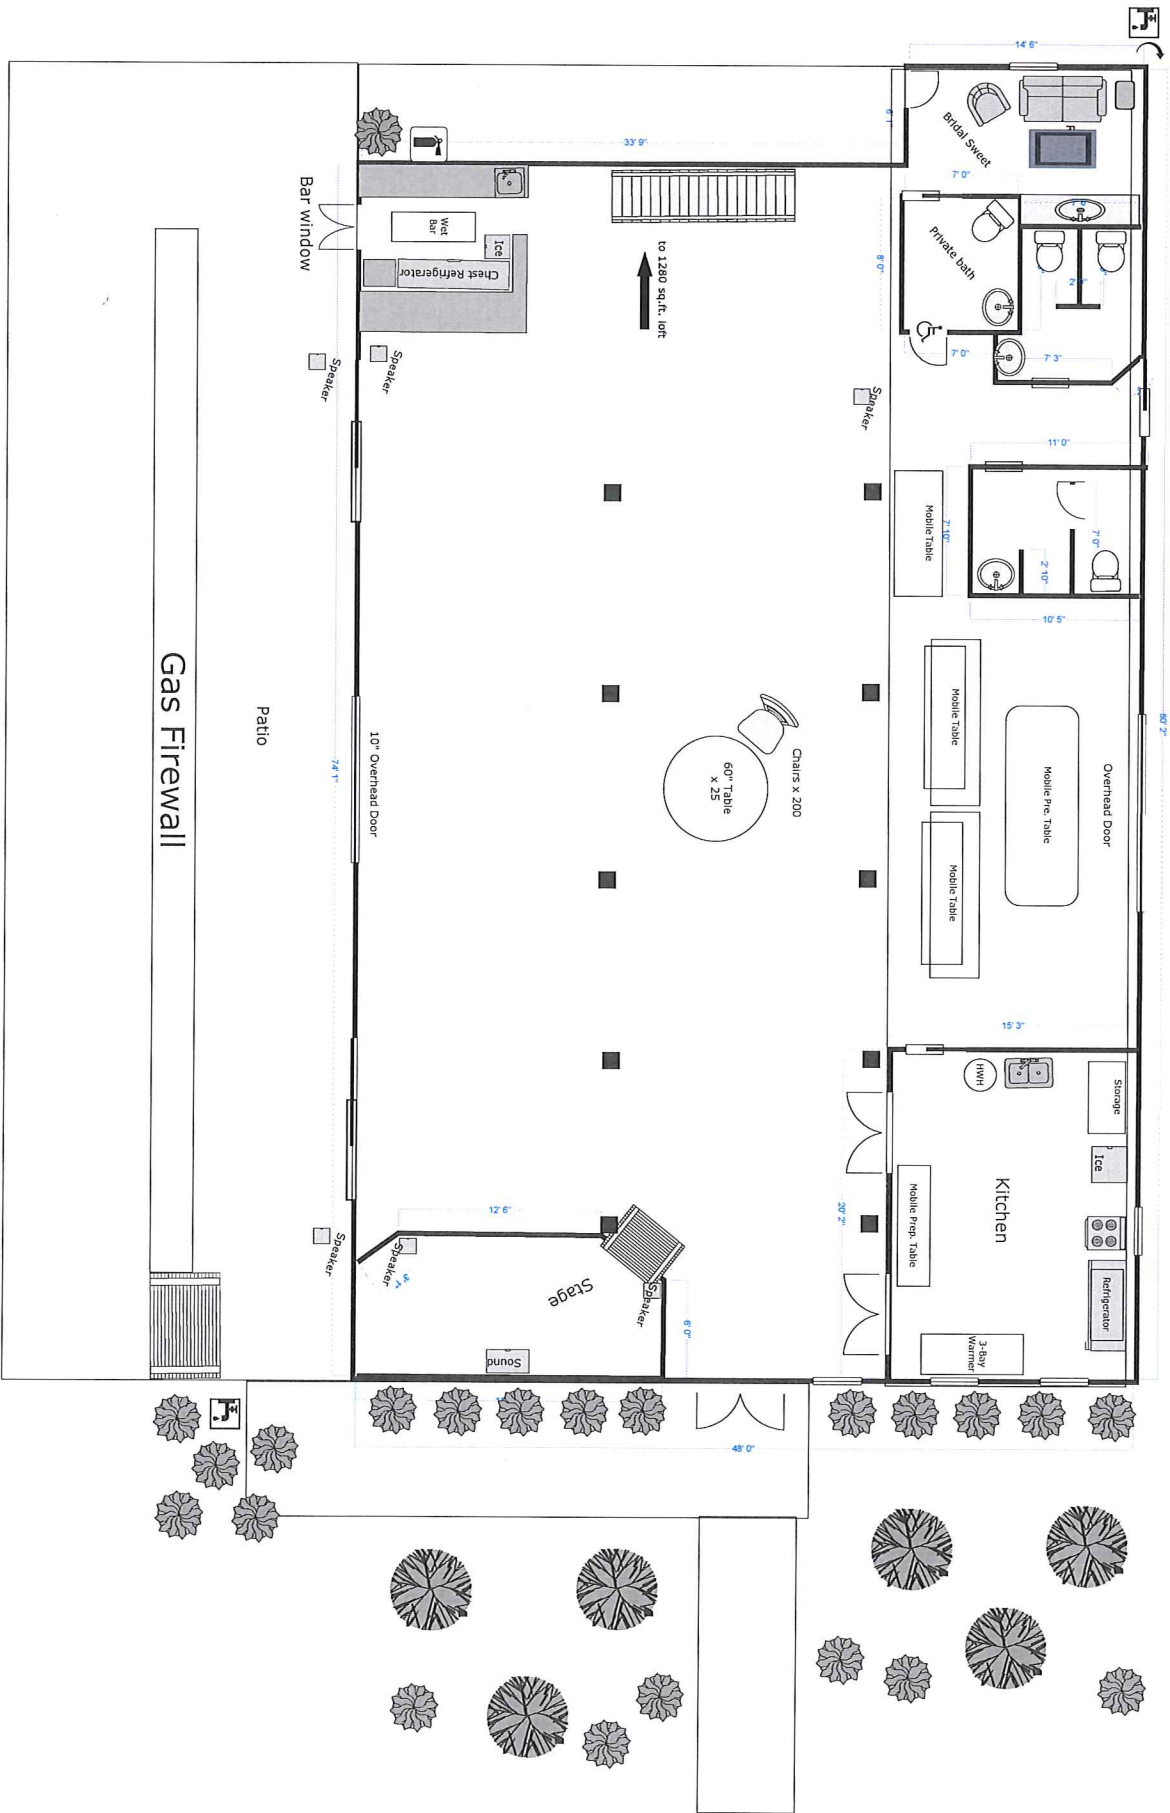 14' 6"
6' 1"
Bridal Sweet
33' 9"
7' 0"
Private bath
8' 0"
7' 0"
7' 3"
Bar window
Wet
Bar
Ice
Chest Refrigerator
to 1280 sq.ft. loft
Speaker
Speaker
Speaker
11' 0"
Mobile Table
7' 10"
7' 0"
2' 10"
10' 5"
80' 2"
Mobile Table
Mobile Pre. Table
Overhead Door
Mobile Table
Chairs x 200
60" Table
x 25
Patio
Gas Firewall
74' 1"
10" Overhead Door
15' 3"
HWH
Storage
Ice
Kitchen
Mobile Prep. Table
Refrigerator
3-Bay
Warmer
20' 2"
12' 6"
Speaker
Speaker
3' 1"
Stage
Speaker
6' 0"
Sound
48' 0"